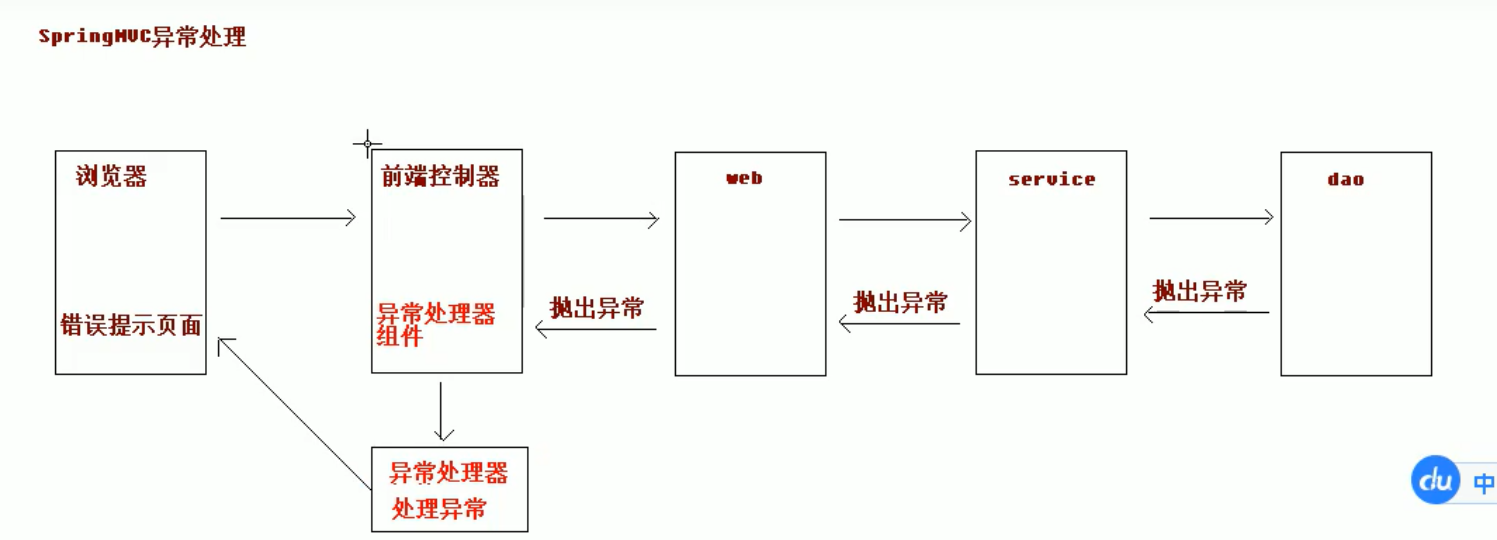 SpringMVC异常处理
浏览器
前端控制器
web
service
dao
抛出异常
抛出异常
抛出异常
错误提示页面
异常处理器
组件
异常处理器
处理异常
du
中